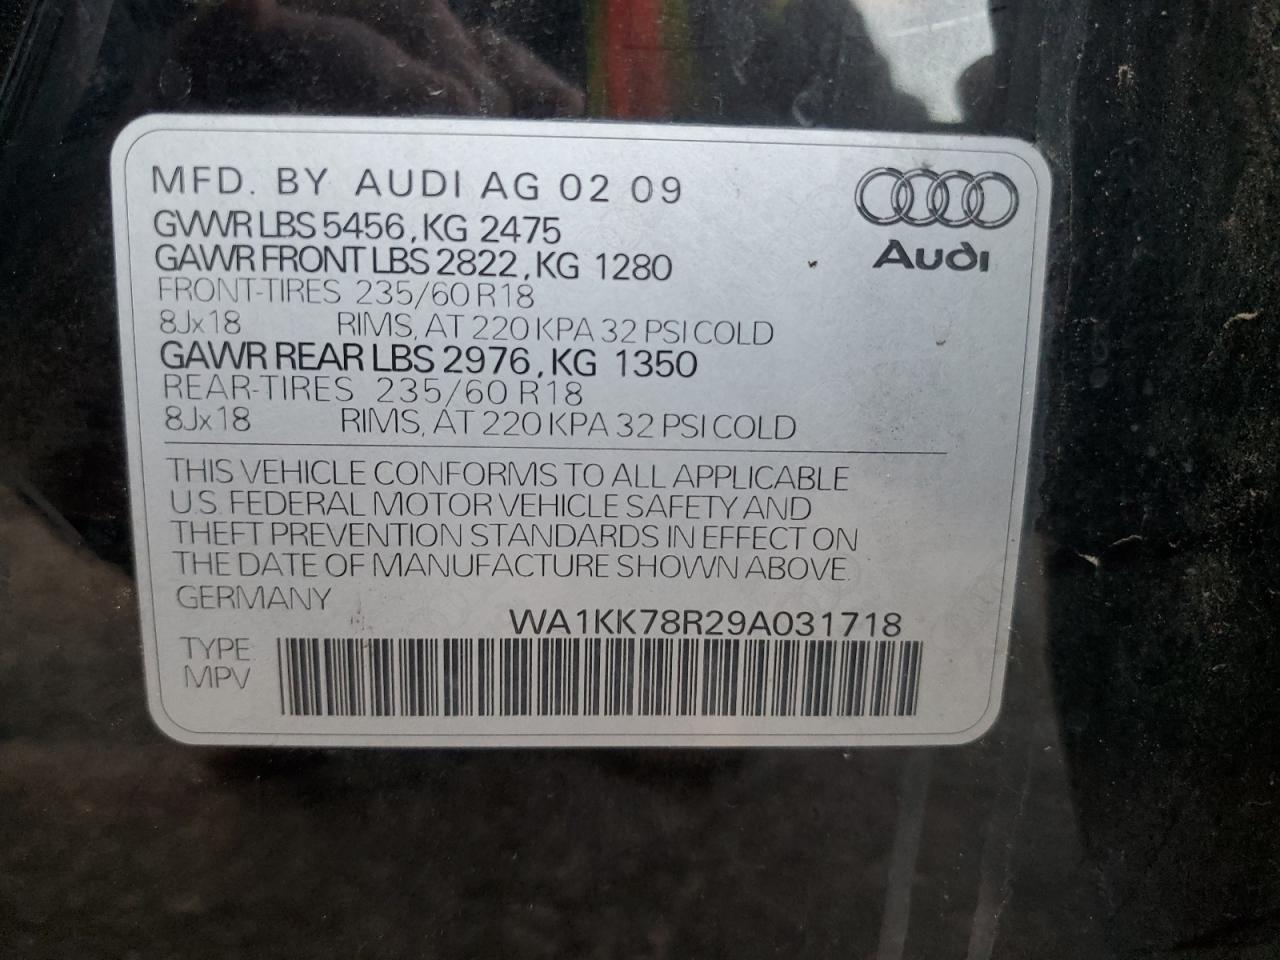 MFD. BY AUDI AG 02 09
GVWR LBS 5456, KG 2475
GAWR FRONT LBS 2822, KG 1280
FRONT-TIRES 235/60 R18
8Jx18 RIMS, AT 220 KPA 32 PSI COLD
GAWR REAR LBS 2976, KG 1350
REAR-TIRES 235/60 R18
8Jx18 RIMS, AT 220 KPA 32 PSI COLD
Audi
THIS VEHICLE CONFORMS TO ALL APPLICABLE
U.S. FEDERAL MOTOR VEHICLE SAFETY AND
THEFT PREVENTION STANDARDS IN EFFECT ON
THE DATE OF MANUFACTURE SHOWN ABOVE.
GERMANY
WA1KK78R29A031718
TYPE
MPV